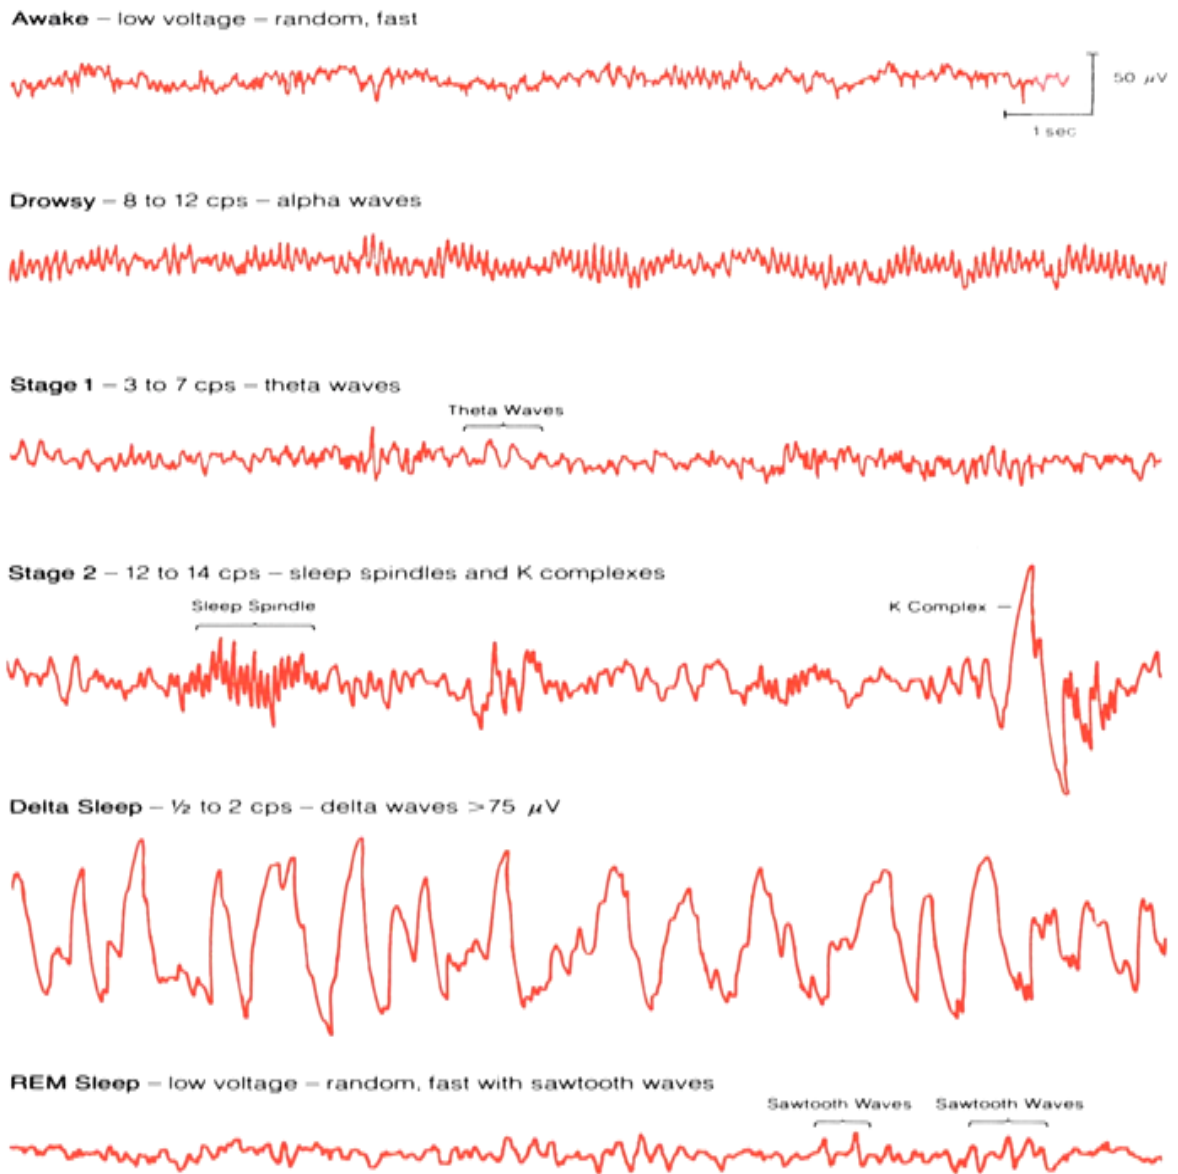 Awake – low voltage – random, fast
50 μV
1 sec
Drowsy – 8 to 12 cps – alpha waves
Stage 1 – 3 to 7 cps – theta waves
Theta Waves
Stage 2 – 12 to 14 cps – sleep spindles and K complexes
Sleep Spindle
K Complex –
Delta Sleep – ½ to 2 cps – delta waves >75 μV
REM Sleep – low voltage – random, fast with sawtooth waves
Sawtooth Waves Sawtooth Waves